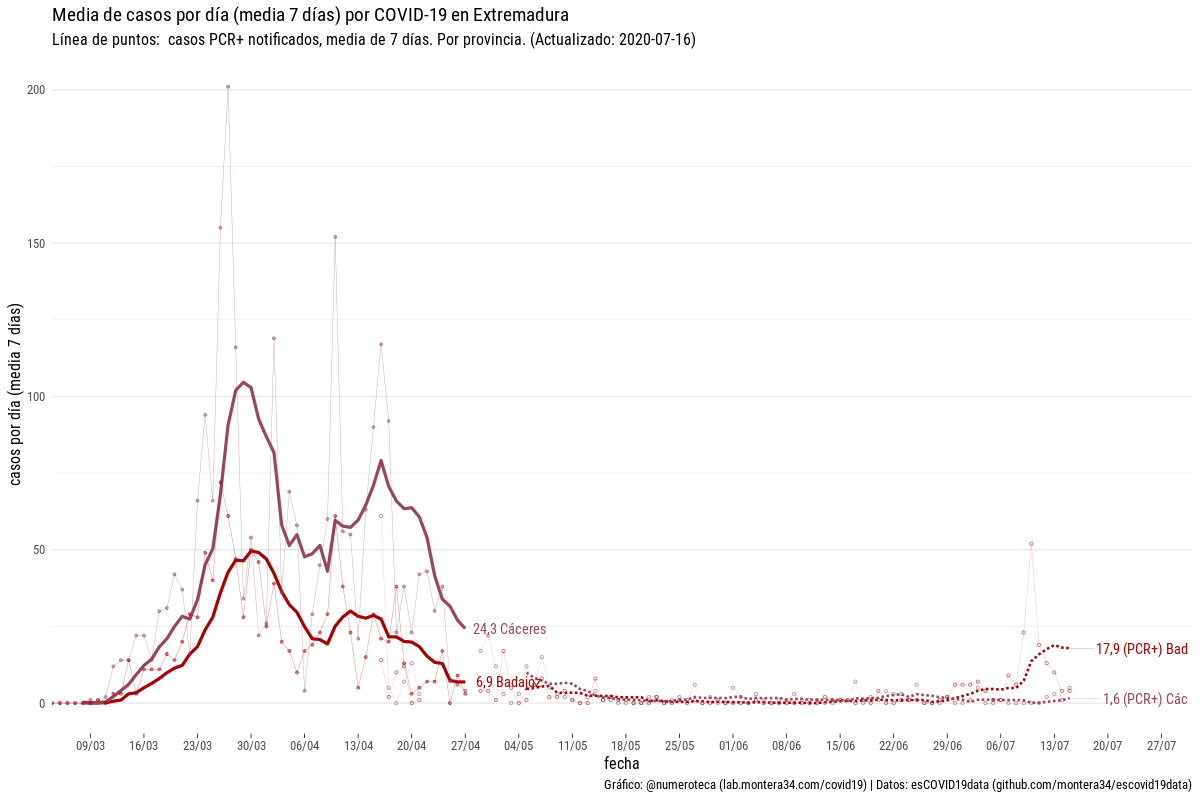 Media de casos por día (media 7 días) por COVID-19 en Extremadura
Línea de puntos:  casos PCR+ notificados, media de 7 días. Por provincia. (Actualizado: 2020-07-16)
casos por día (media 7 días)
200
150
100
50
0
24,3 Cáceres
6,9 Badajoz
17,9 (PCR+) Bad
1,6 (PCR+) Các
09/03 16/03 23/03 30/03 06/04 13/04 20/04 27/04 04/05 11/05 18/05 25/05 01/06 08/06 15/06 22/06 29/06 06/07 13/07 20/07 27/07
fecha
Gráfico: @numeroteca (lab.montera34.com/covid19) | Datos: esCOVID19data (github.com/montera34/escovid19data)